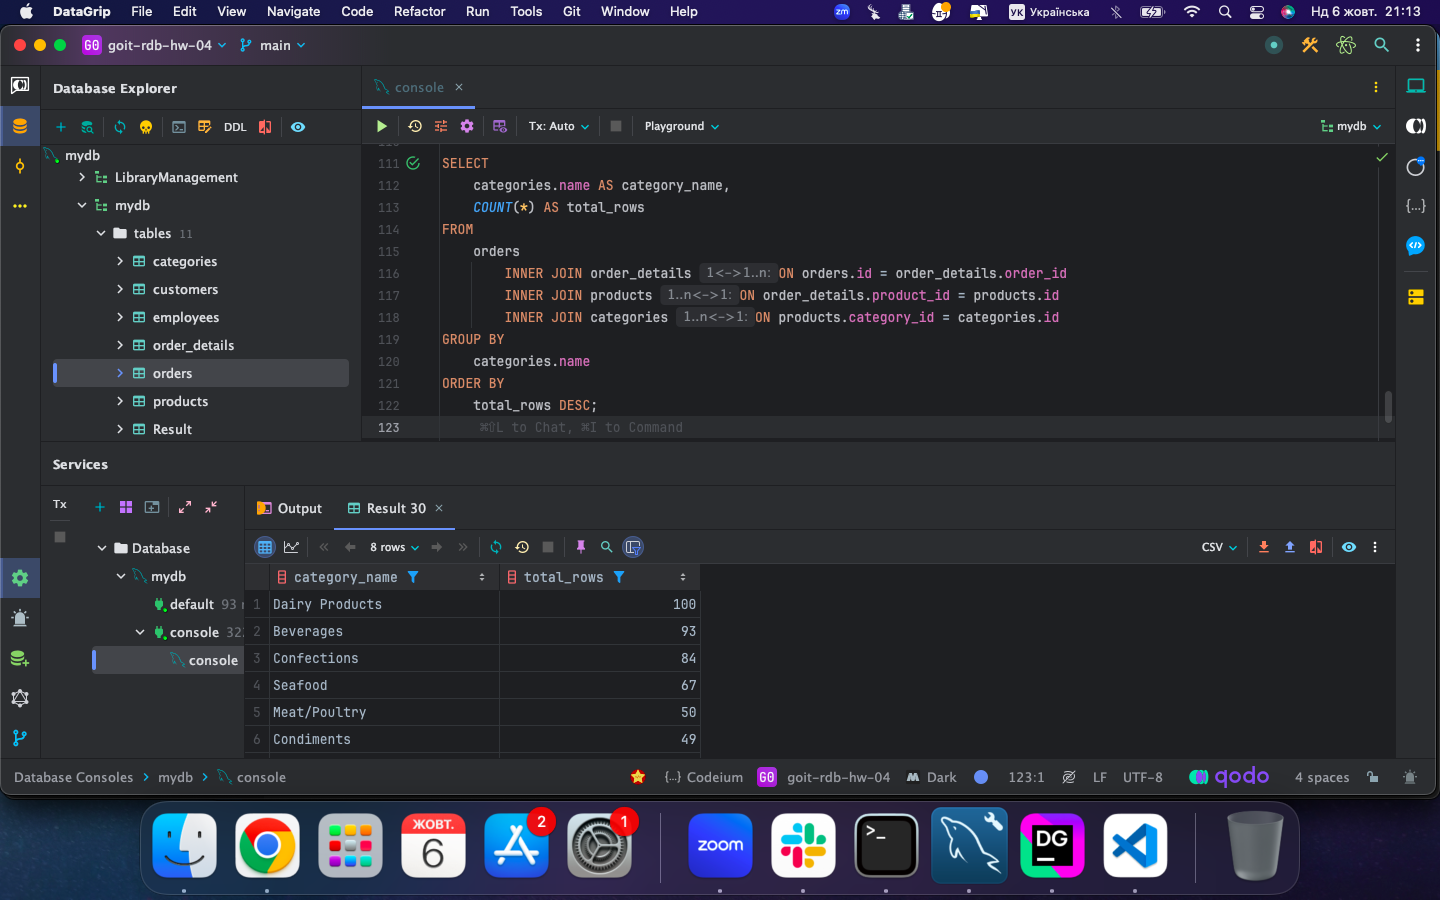 DataGrip File Edit View Navigate Code Refactor Run Tools Git Window Help zm УК Українська Нд 6 жовт. 21:13
G0 goit-rdb-hw-04 main
Database Explorer
console
DDL
Tx: Auto
Playground
mydb
mydb
LibraryManagement
mydb
tables 11
categories
customers
employees
order_details
orders
products
Result
111 SELECT
112 categories.name AS category_name,
113 COUNT(*) AS total_rows
114 FROM
115 orders
116 INNER JOIN order_details 1<->1..n: ON orders.id = order_details.order_id
117 INNER JOIN products 1..n<->1: ON order_details.product_id = products.id
118 INNER JOIN categories 1..n<->1: ON products.category_id = categories.id
119 GROUP BY
120 categories.name
121 ORDER BY
122 total_rows DESC;
123 ⌘⇧L to Chat, ⌘I to Command
Services
Tx
Database
mydb
default 93
console
console
Output
Result 30
8 rows
CSV
category_name total_rows
1 Dairy Products 100
2 Beverages 93
3 Confections 84
4 Seafood 67
5 Meat/Poultry 50
6 Condiments 49
Database Consoles > mydb > console
{...} Codeium G0 goit-rdb-hw-04 Dark 123:1 LF UTF-8 qodo 4 spaces
ЖОВТ.
6
2
1
zoom
>_
DG